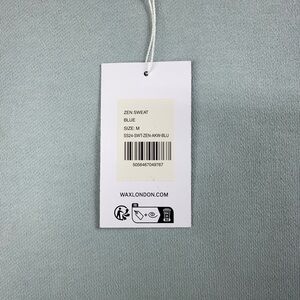 ZEN SWEAT
BLUE
SIZE: M
SS24-SWT-ZEN-AKW-BLU
5056467049767
WAXLONDON.COM